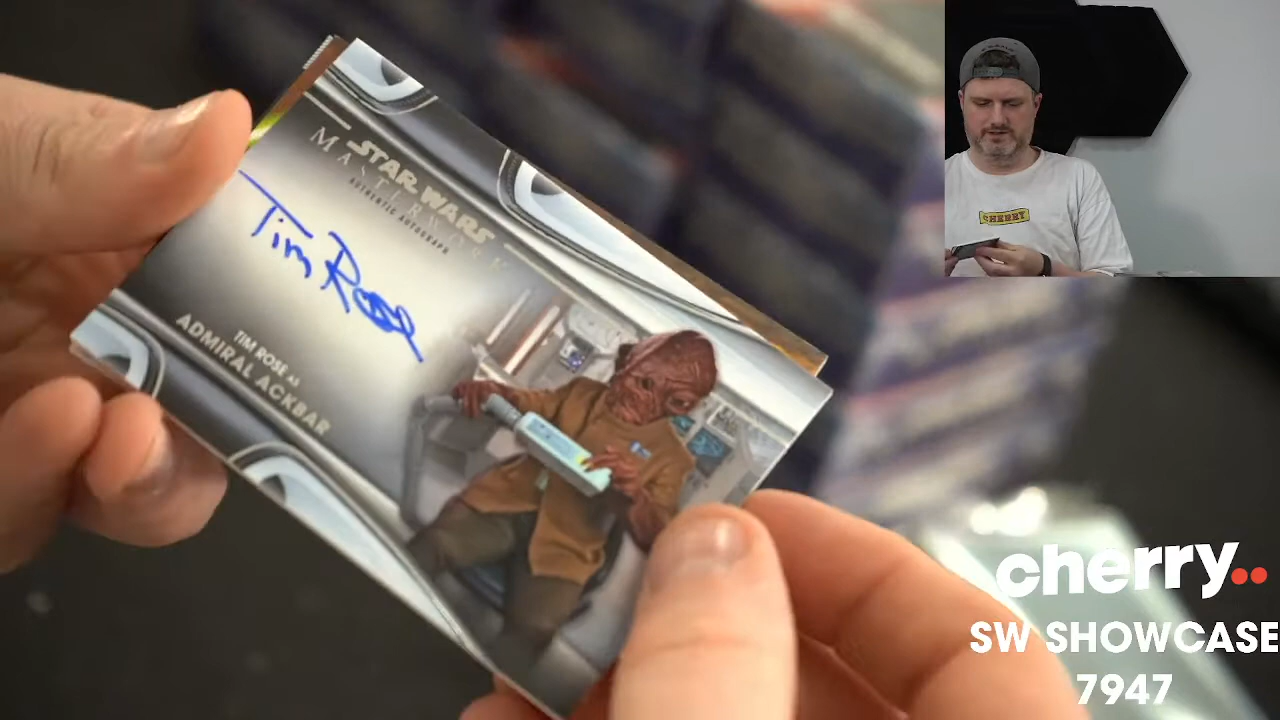 STAR WARS
MASTERWORK
AUTHENTIC AUTOGRAPH
Tim Rose
TIM ROSE AS
ADMIRAL ACKBAR
CHERRY
cherry..
SW SHOWCASE
7947